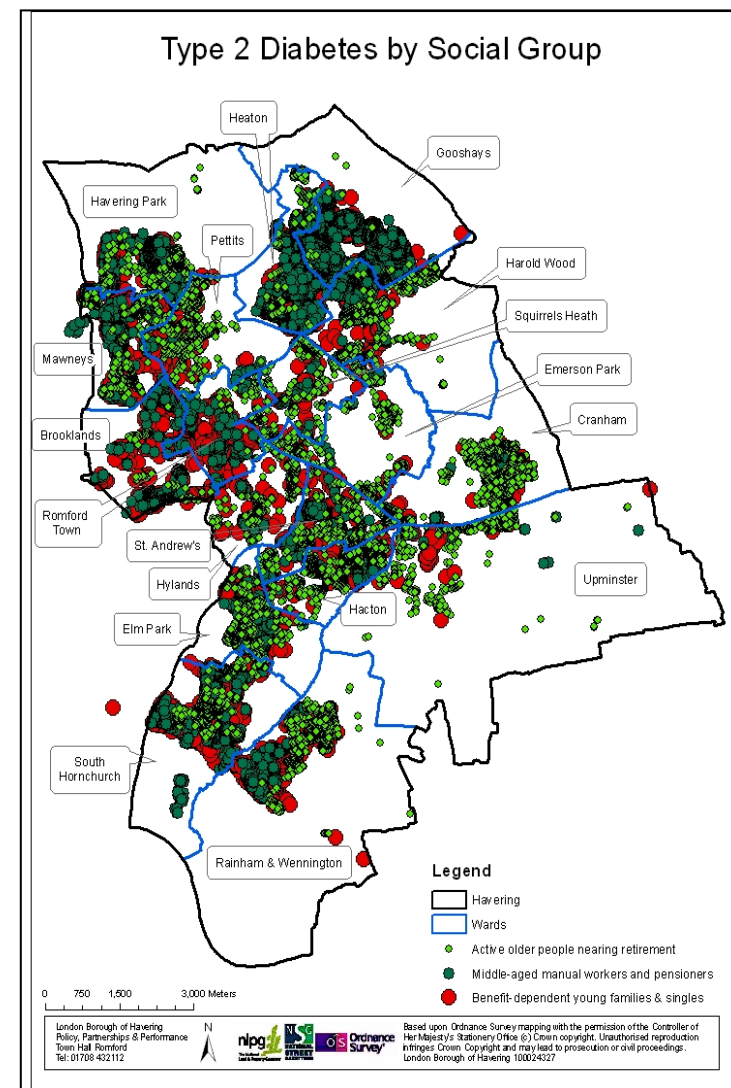 Type 2 Diabetes by Social Group
Heaton
Gooshays
Havering Park
Pettits
Harold Wood
Squirrels Heath
Mawneys
Emerson Park
Cranham
Brooklands
Romford
Town
St. Andrew's
Hylands
Upminster
Hacton
Elm Park
South
Hornchurch
Rainham & Wennington
Legend
Havering
Wards
Active older people nearing retirement
Middle-aged manual workers and pensioners
Benefit-dependent young families & singles
0 750 1,500 3,000 Meters
London Borough of Havering
Policy, Partnerships & Performance
Town Hall Romford
Tel: 01708 432112
N
nlpg
NSG
NATIONAL
STREET
GAZETTEER
OS Ordnance
Survey'
Based upon Ordnance Survey mapping with the permission of the Controller of
Her Majesty's Stationery Office (c) Crown copyright. Unauthorised reproduction
infringes Crown Copyright and may lead to prosecution or civil proceedings.
London Borough of Havering 100024327